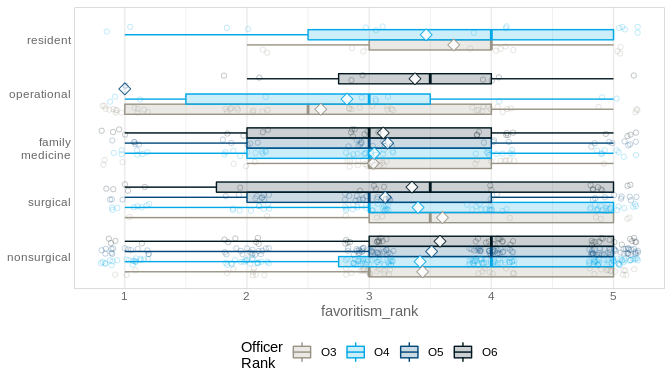 resident
operational
family
medicine
surgical
nonsurgical
1
2
3
4
5
favoritism_rank
Officer
Rank
O3
O4
O5
O6